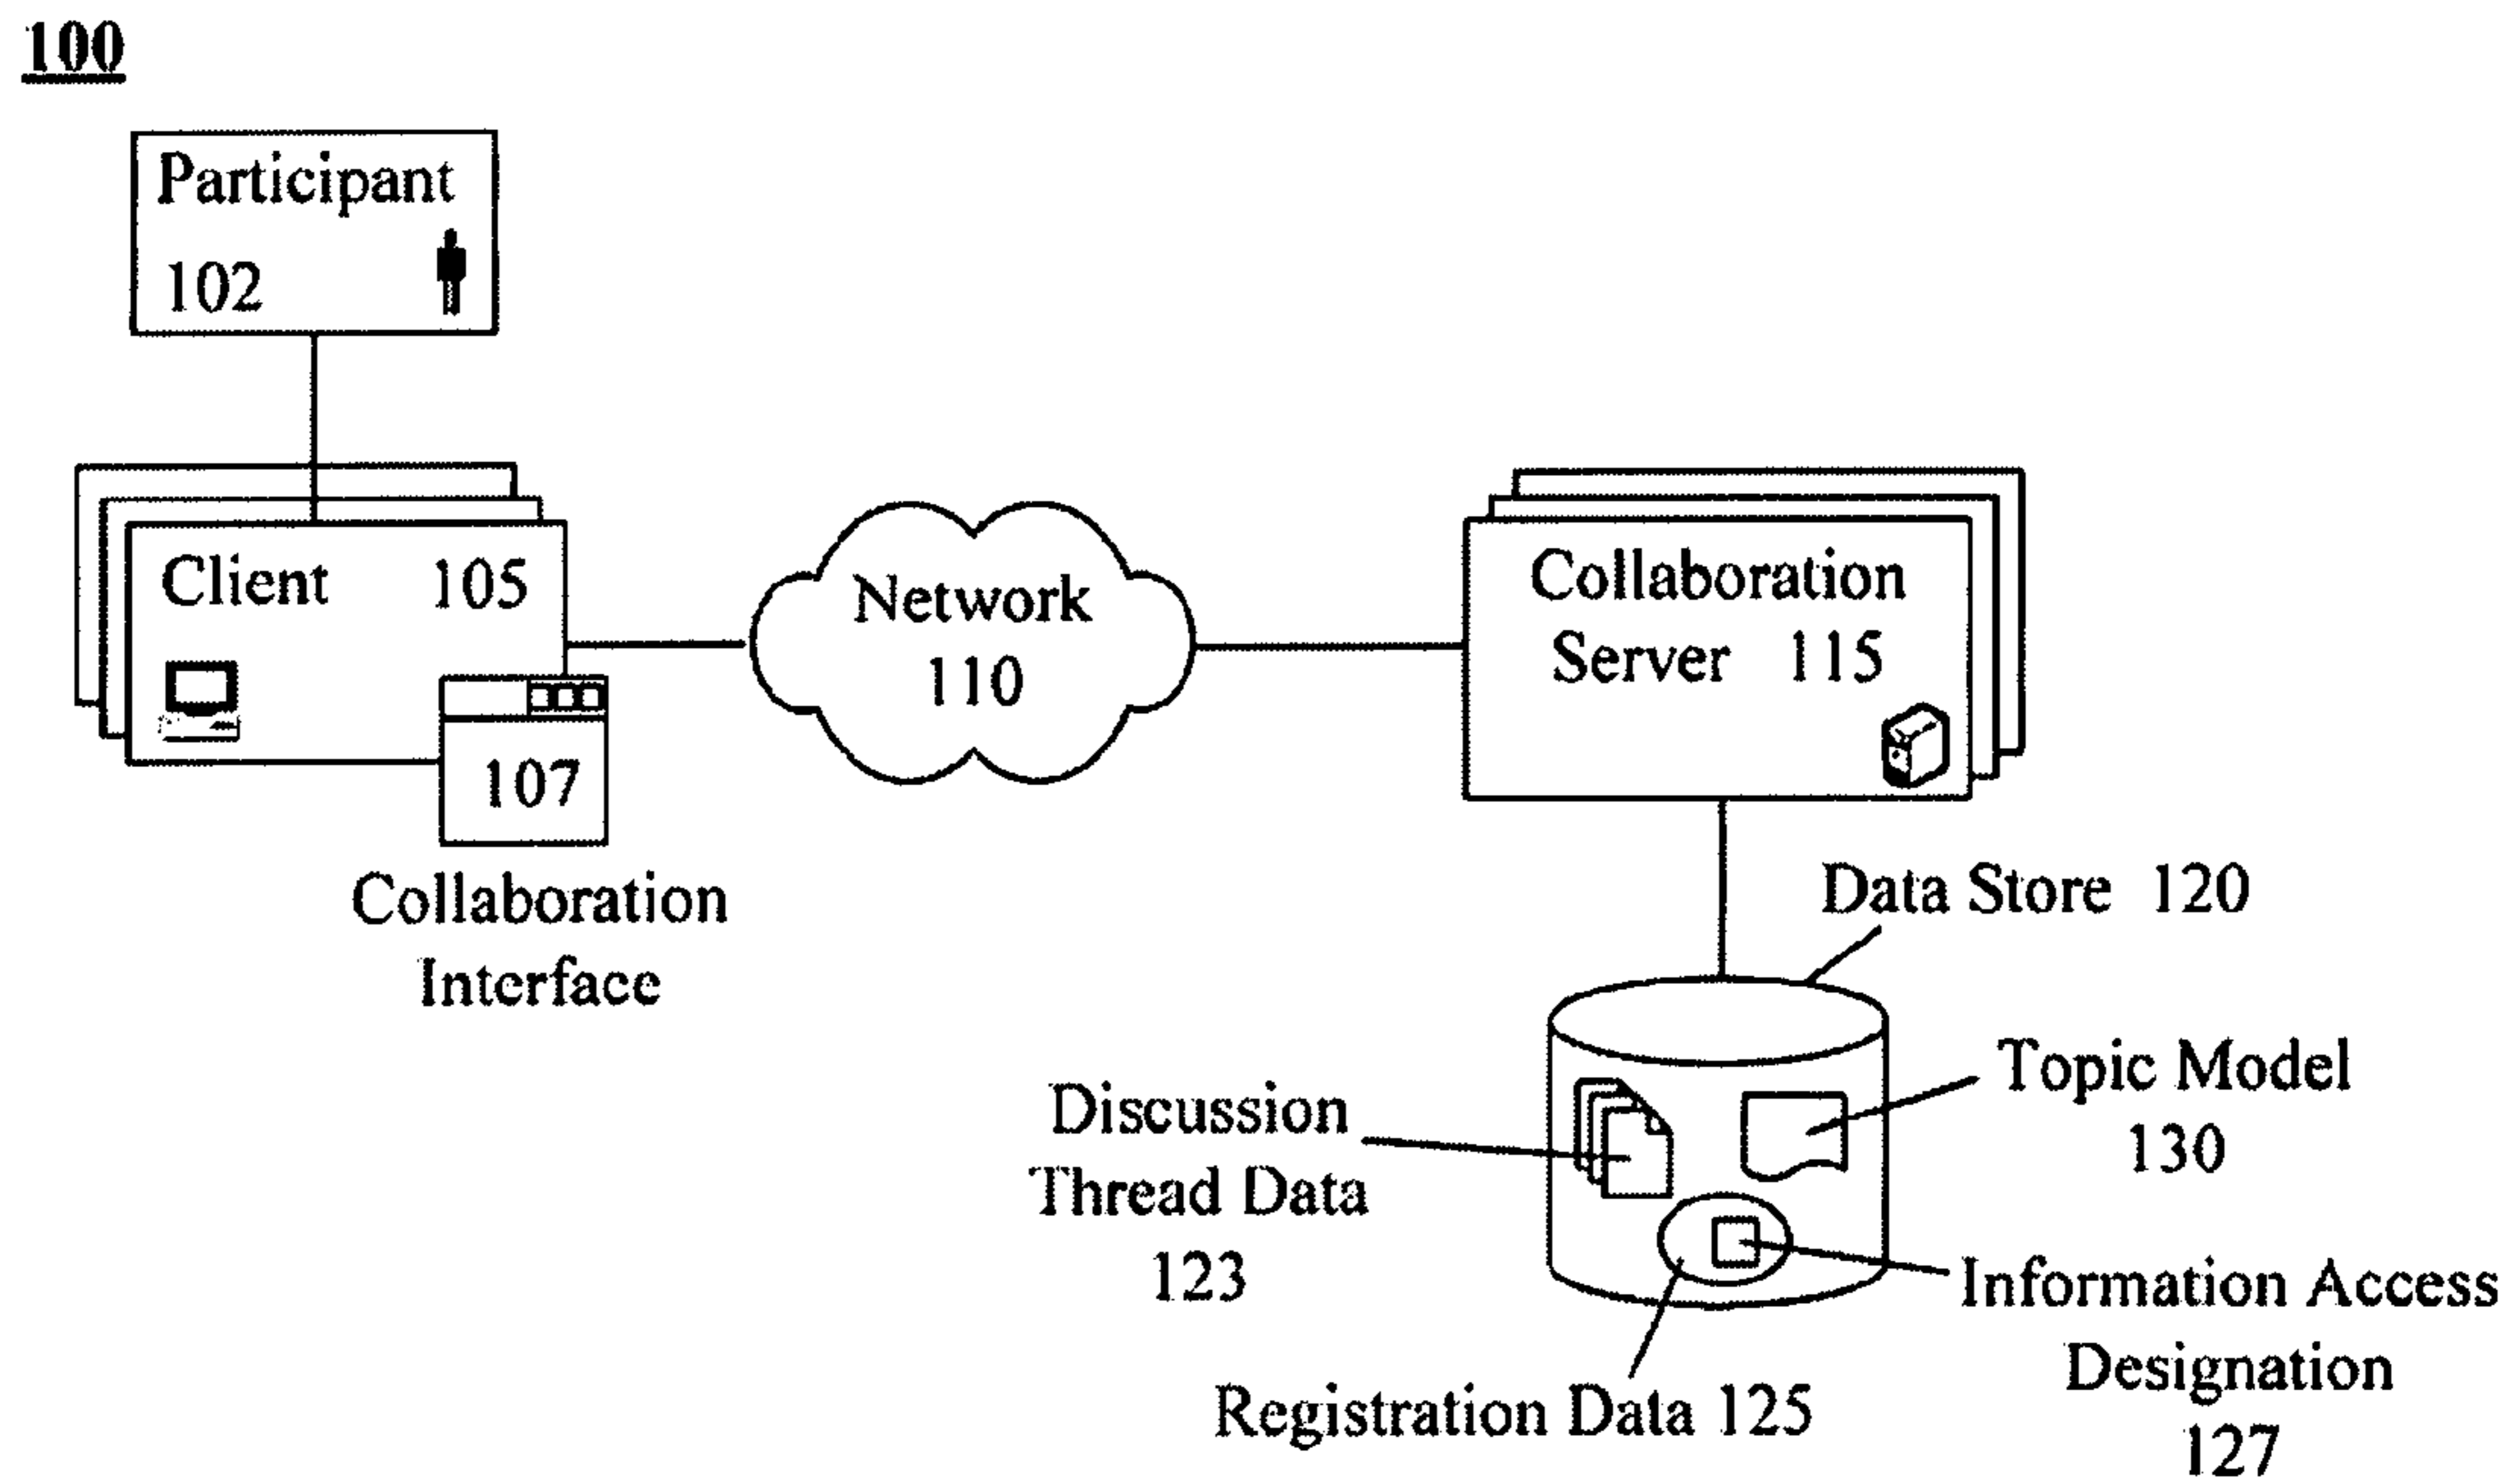 100
Participant
102
Client 105
107
Collaboration
Interface
Network
110
Collaboration
Server 115
Data Store 120
Discussion
Thread Data
123
Topic Model
130
Information Access
Designation
127
Registration Data 125